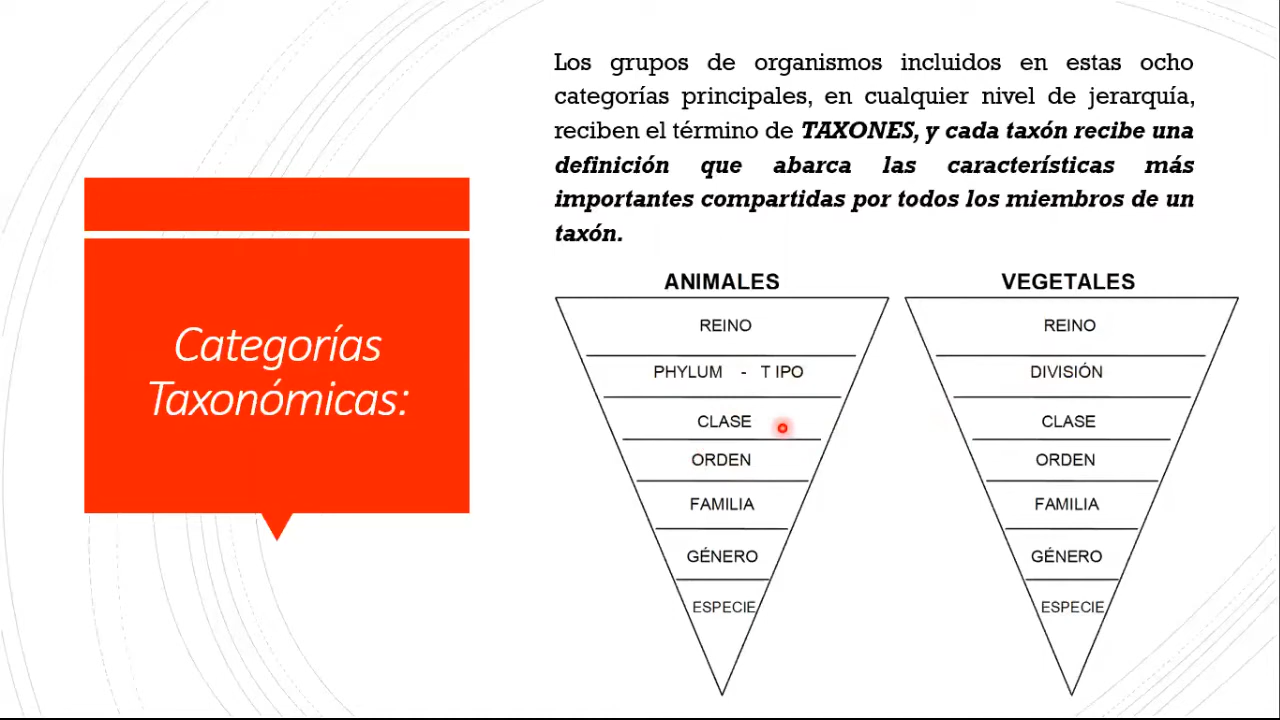 Los grupos de organismos incluidos en estas ocho
categorías principales, en cualquier nivel de jerarquía,
reciben el término de TAXONES, y cada taxón recibe una
definición que abarca las características más
importantes compartidas por todos los miembros de un
taxón.
Categorías
Taxonómicas:
ANIMALES
REINO
PHYLUM - T IPO
CLASE
ORDEN
FAMILIA
GÉNERO
ESPECIE
VEGETALES
REINO
DIVISIÓN
CLASE
ORDEN
FAMILIA
GÉNERO
ESPECIE